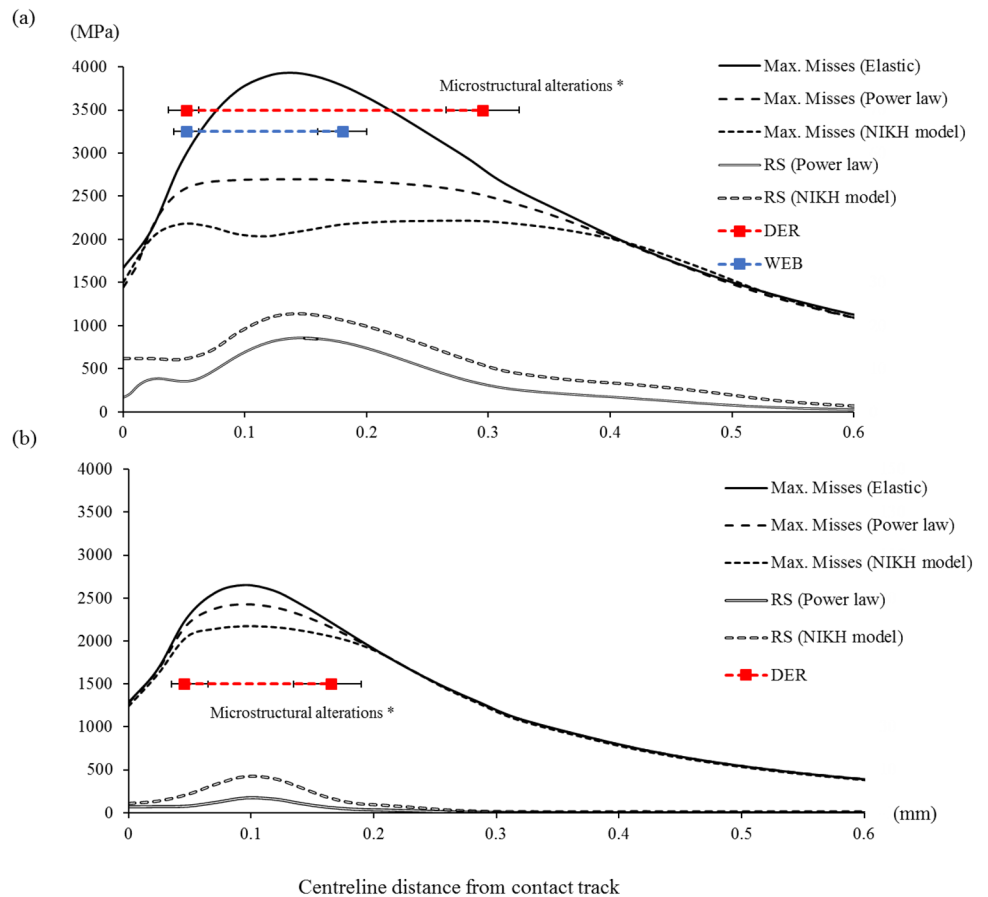 (a)
(MPa)
4000
3500
3000
2500
2000
1500
1000
500
0
0 0.1 0.2 0.3 0.4 0.5 0.6
Microstructural alterations *
Max. Misses (Elastic)
Max. Misses (Power law)
Max. Misses (NIKH model)
RS (Power law)
RS (NIKH model)
DER
WEB
(b)
4000
3500
3000
2500
2000
1500
1000
500
0
0 0.1 0.2 0.3 0.4 0.5 0.6
(mm)
Microstructural alterations *
Max. Misses (Elastic)
Max. Misses (Power law)
Max. Misses (NIKH model)
RS (Power law)
RS (NIKH model)
DER
Centreline distance from contact track